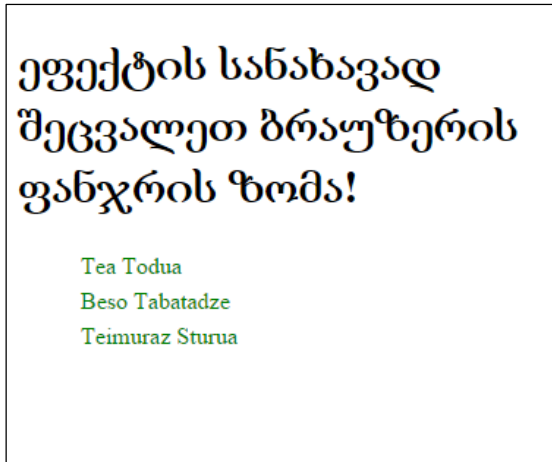 ეფექტის სანახავად
შეცვალეთ ბრაუზერის
ფანჯრის ზომა!
Tea Todua
Beso Tabatadze
Teimuraz Sturua